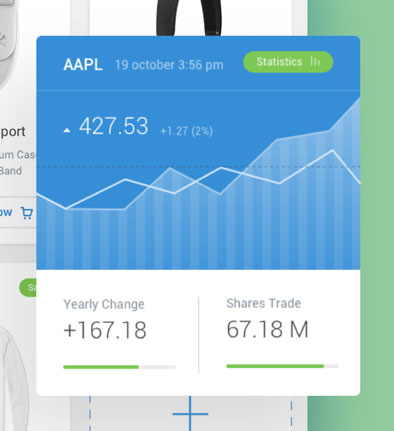 AAPL 19 october 3:56 pm Statistics
427.53 +1.27 (2%)
port
um Cas
Band
ow
Sa
Yearly Change Shares Trade
+167.18 67.18 M